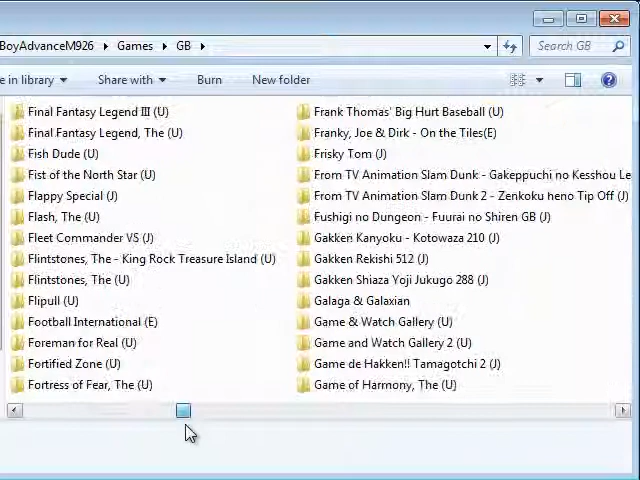 BoyAdvanceM926 ▸ Games ▸ GB ▸
Search GB
e in library
Share with
Burn
New folder
Final Fantasy Legend III (U)
Final Fantasy Legend, The (U)
Fish Dude (U)
Fist of the North Star (U)
Flappy Special (J)
Flash, The (U)
Fleet Commander VS (J)
Flintstones, The - King Rock Treasure Island (U)
Flintstones, The (U)
Flipull (U)
Football International (E)
Foreman for Real (U)
Fortified Zone (U)
Fortress of Fear, The (U)
Frank Thomas' Big Hurt Baseball (U)
Franky, Joe & Dirk - On the Tiles(E)
Frisky Tom (J)
From TV Animation Slam Dunk - Gakeppuchi no Kesshou Le
From TV Animation Slam Dunk 2 - Zenkoku heno Tip Off (J)
Fushigi no Dungeon - Fuurai no Shiren GB (J)
Gakken Kanyoku - Kotowaza 210 (J)
Gakken Rekishi 512 (J)
Gakken Shiaza Yoji Jukugo 288 (J)
Galaga & Galaxian
Game & Watch Gallery (U)
Game and Watch Gallery 2 (U)
Game de Hakken!! Tamagotchi 2 (J)
Game of Harmony, The (U)